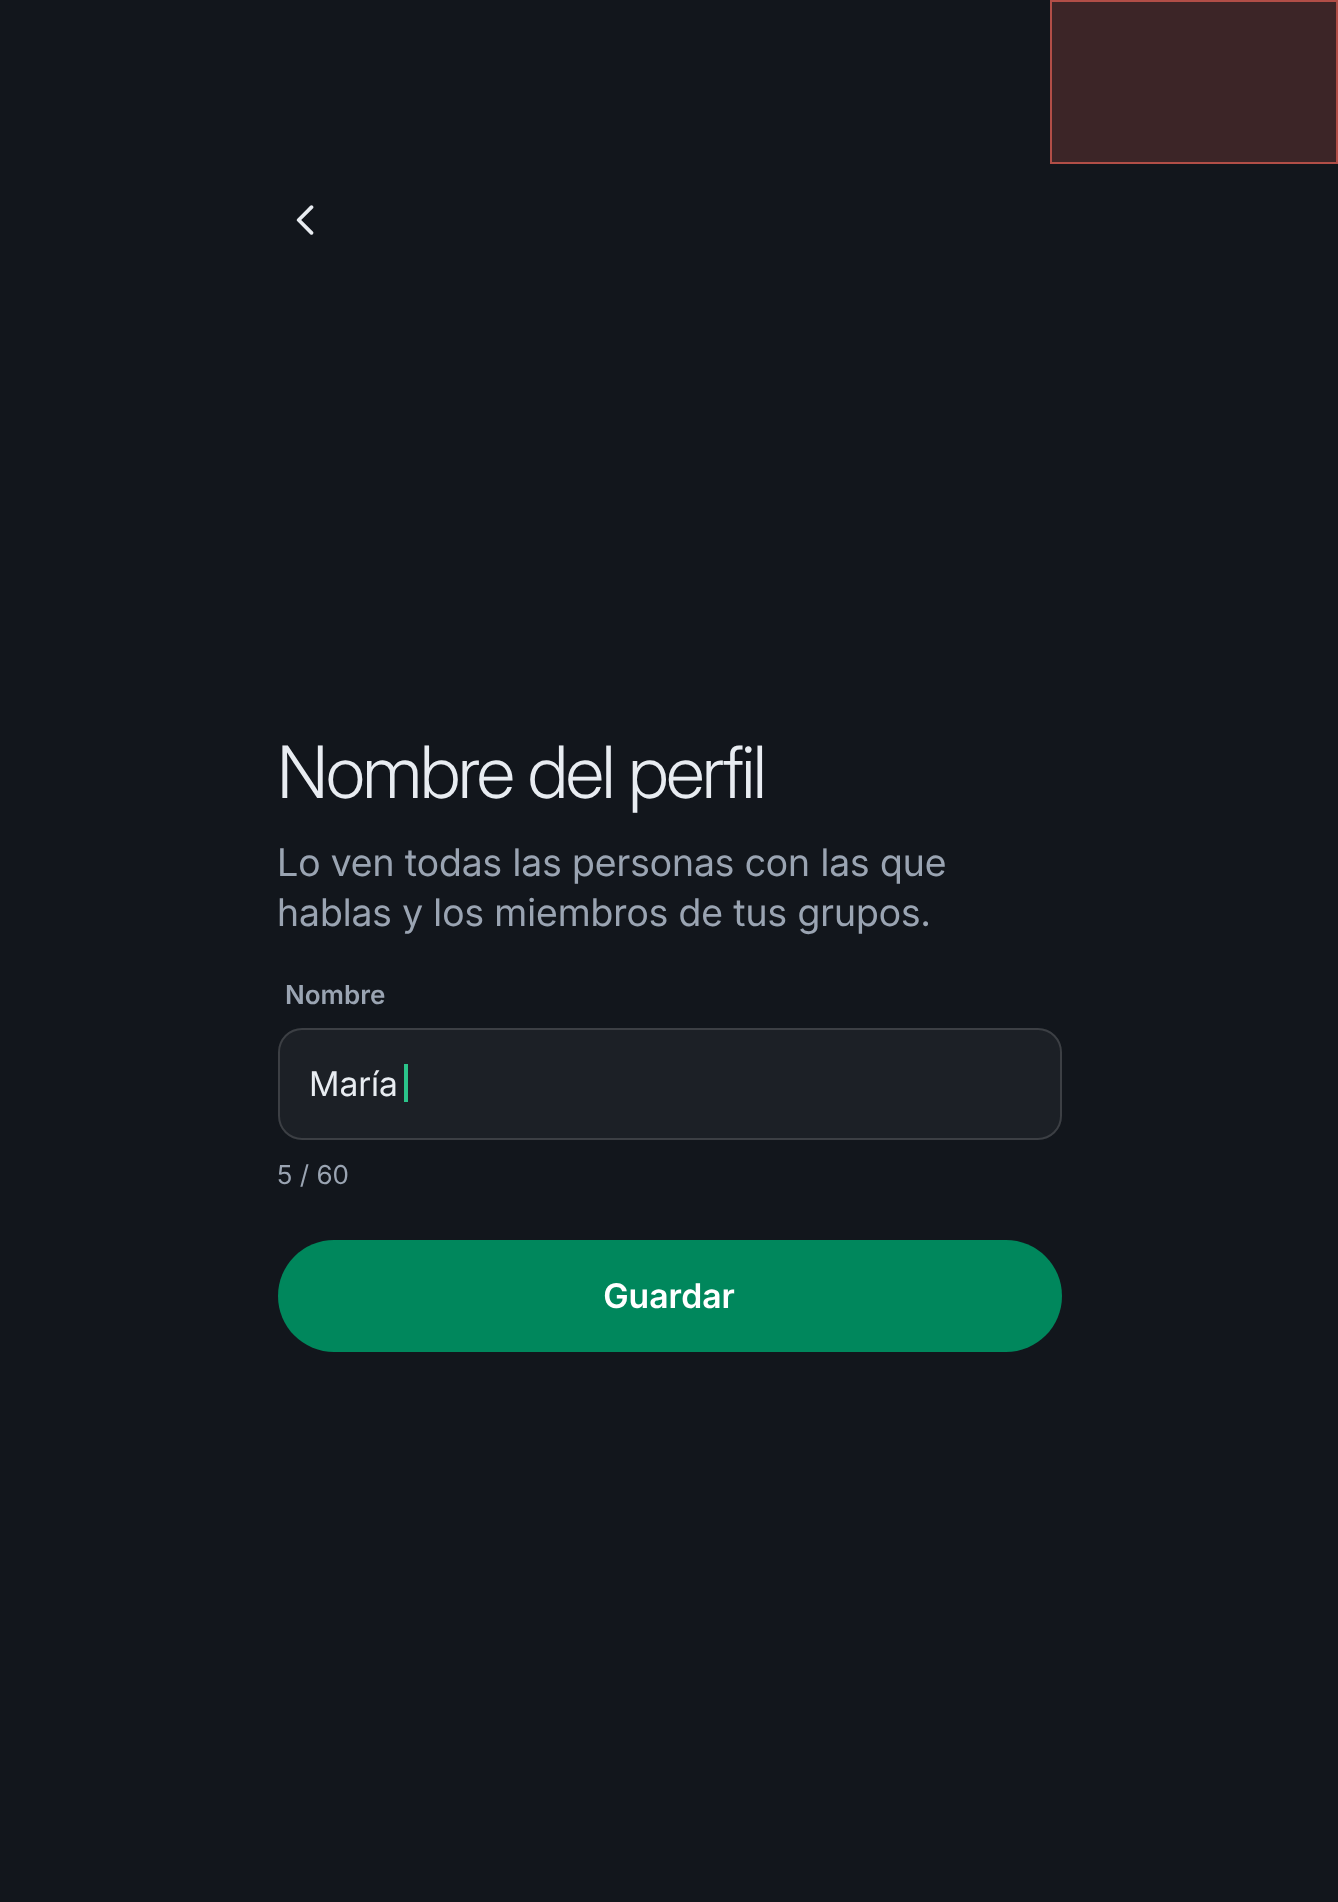 Nombre del perfil
Lo ven todas las personas con las que
hablas y los miembros de tus grupos.
Nombre
María
5 / 60
Guardar